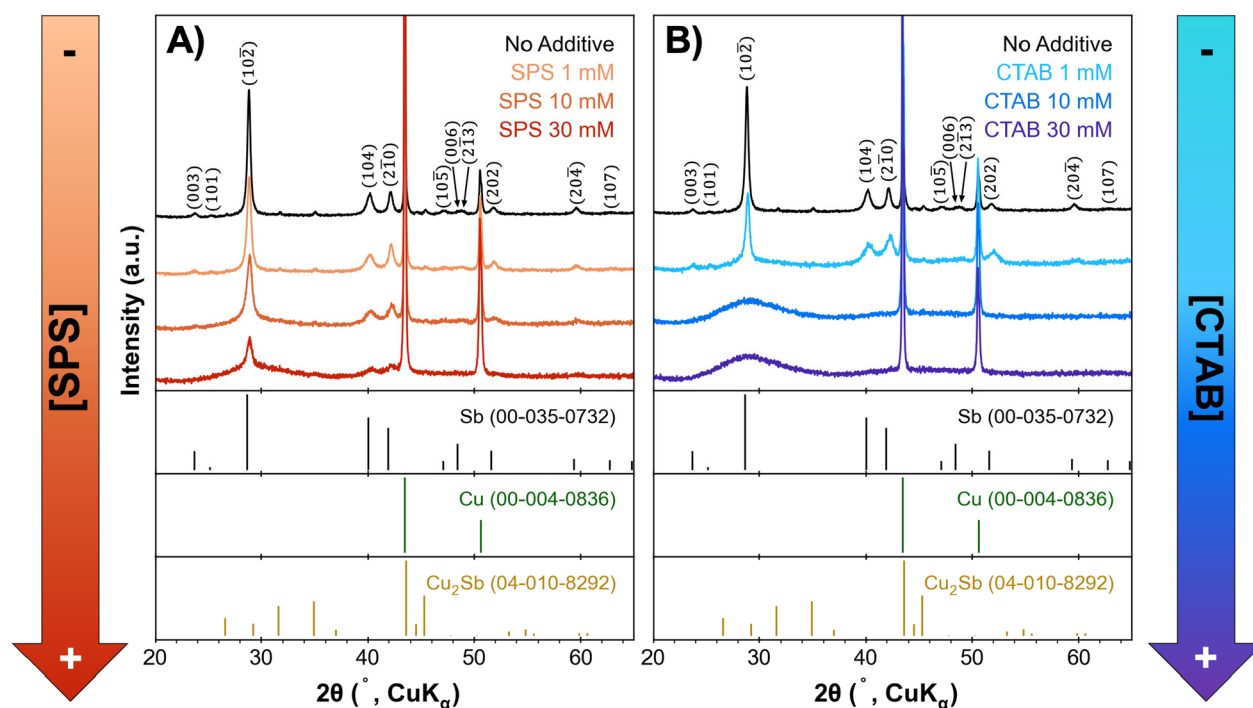 -
[SPS]
+
Intensity (a.u.)
A)
No Additive
SPS 1 mM
SPS 10 mM
SPS 30 mM
(003)
(101)
(102̅)
(104)
(21̅0)
(105̅)
(006)
(21̅3)
(202)
(204̅)
(107)
Sb (00-035-0732)
Cu (00-004-0836)
Cu₂Sb (04-010-8292)
20 30 40 50 60
2θ (°, CuKα)
B)
No Additive
CTAB 1 mM
CTAB 10 mM
CTAB 30 mM
(003)
(101)
(102̅)
(104)
(21̅0)
(105̅)
(006)
(21̅3)
(202)
(204̅)
(107)
Sb (00-035-0732)
Cu (00-004-0836)
Cu₂Sb (04-010-8292)
20 30 40 50 60
2θ (°, CuKα)
-
[CTAB]
+